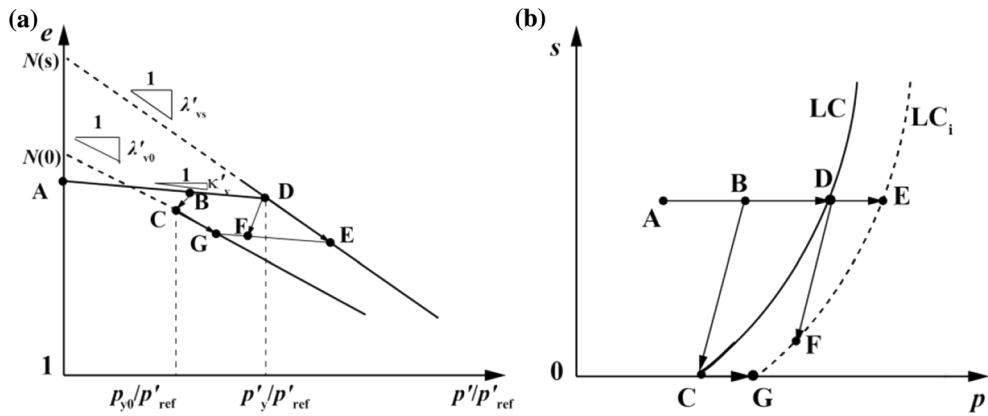 (a)
e
N(s)
1
λ'vs
1
λ'v0
N(0)
A
1
κ'v
B
D
C
G
F
E
1
py0/p'ref
p'y/p'ref
p'/p'ref
(b)
s
LC
LCi
A
B
D
E
F
0
C
G
p